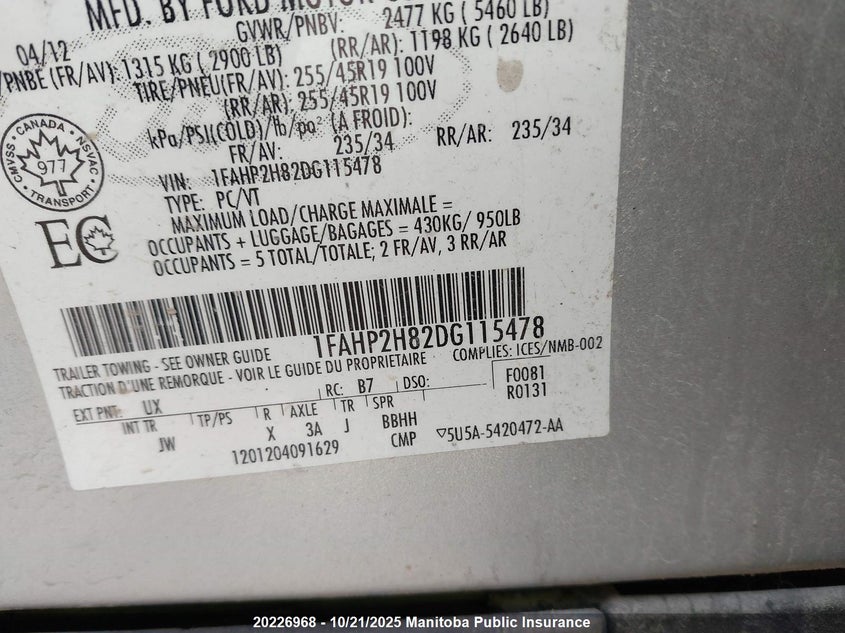 MFD. BY FORD MOTOR
GVWR/PNBV: 2477 KG ( 5460 LB)
04/12
/PNBE (FR/AV): 1315 KG ( 2900 LB) (RR/AR): 1198 KG ( 2640 LB)
TIRE/PNEU(FR/AV): 255/45R19 100V
(RR/AR): 255/45R19 100V
kPa/PSI(COLD)/lb/po² (A FROID):
FR/AV: 235/34 RR/AR: 235/34
VIN: 1FAHP2H82DG115478
TYPE: PC/VT
MAXIMUM LOAD/CHARGE MAXIMALE =
OCCUPANTS + LUGGAGE/BAGAGES = 430KG/ 950LB
OCCUPANTS = 5 TOTAL/TOTALE; 2 FR/AV, 3 RR/AR
CANADA
CMVSS NSVAC
977
TRANSPORT
EC
1FAHP2H82DG115478
TRAILER TOWING - SEE OWNER GUIDE COMPLIES: ICES/NMB-002
TRACTION D'UNE REMORQUE - VOIR LE GUIDE DU PROPRIETAIRE
EXT PNT: UX RC: B7 DSO: F0081
R0131
INT TR TP/PS R AXLE TR SPR
JW X 3A J BBHH
1201204091629 CMP ▽5U5A-5420472-AA
20226968 - 10/21/2025 Manitoba Public Insurance